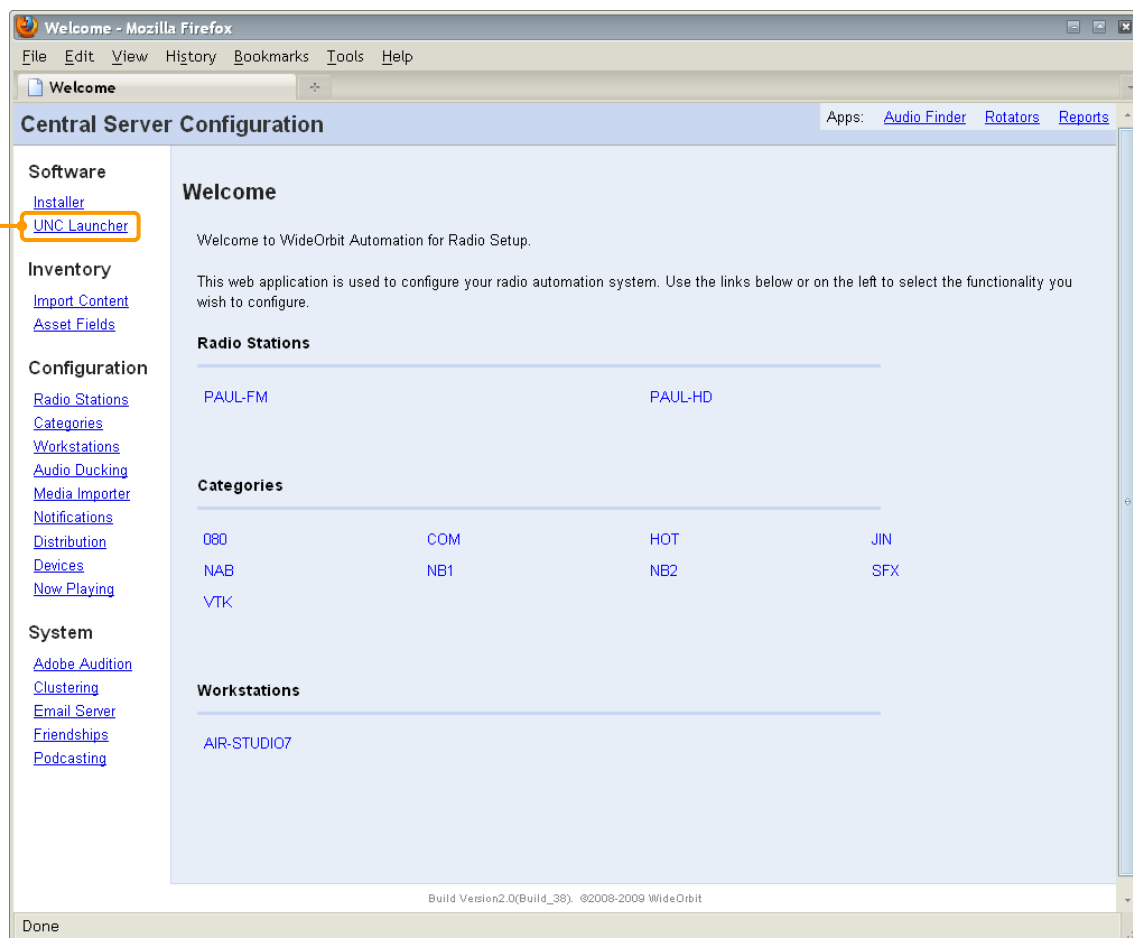 Welcome - Mozilla Firefox
File Edit View History Bookmarks Tools Help
Welcome
Central Server Configuration
Apps: Audio Finder Rotators Reports
Software
Installer
UNC Launcher
Inventory
Import Content
Asset Fields
Configuration
Radio Stations
Categories
Workstations
Audio Ducking
Media Importer
Notifications
Distribution
Devices
Now Playing
System
Adobe Audition
Clustering
Email Server
Friendships
Podcasting
Welcome
Welcome to WideOrbit Automation for Radio Setup.
This web application is used to configure your radio automation system. Use the links below or on the left to select the functionality you
wish to configure.
Radio Stations
PAUL-FM PAUL-HD
Categories
080 COM HOT JIN
NAB NB1 NB2 SFX
VTK
Workstations
AIR-STUDIO7
Build Version2.0(Build_38). ©2008-2009 WideOrbit
Done